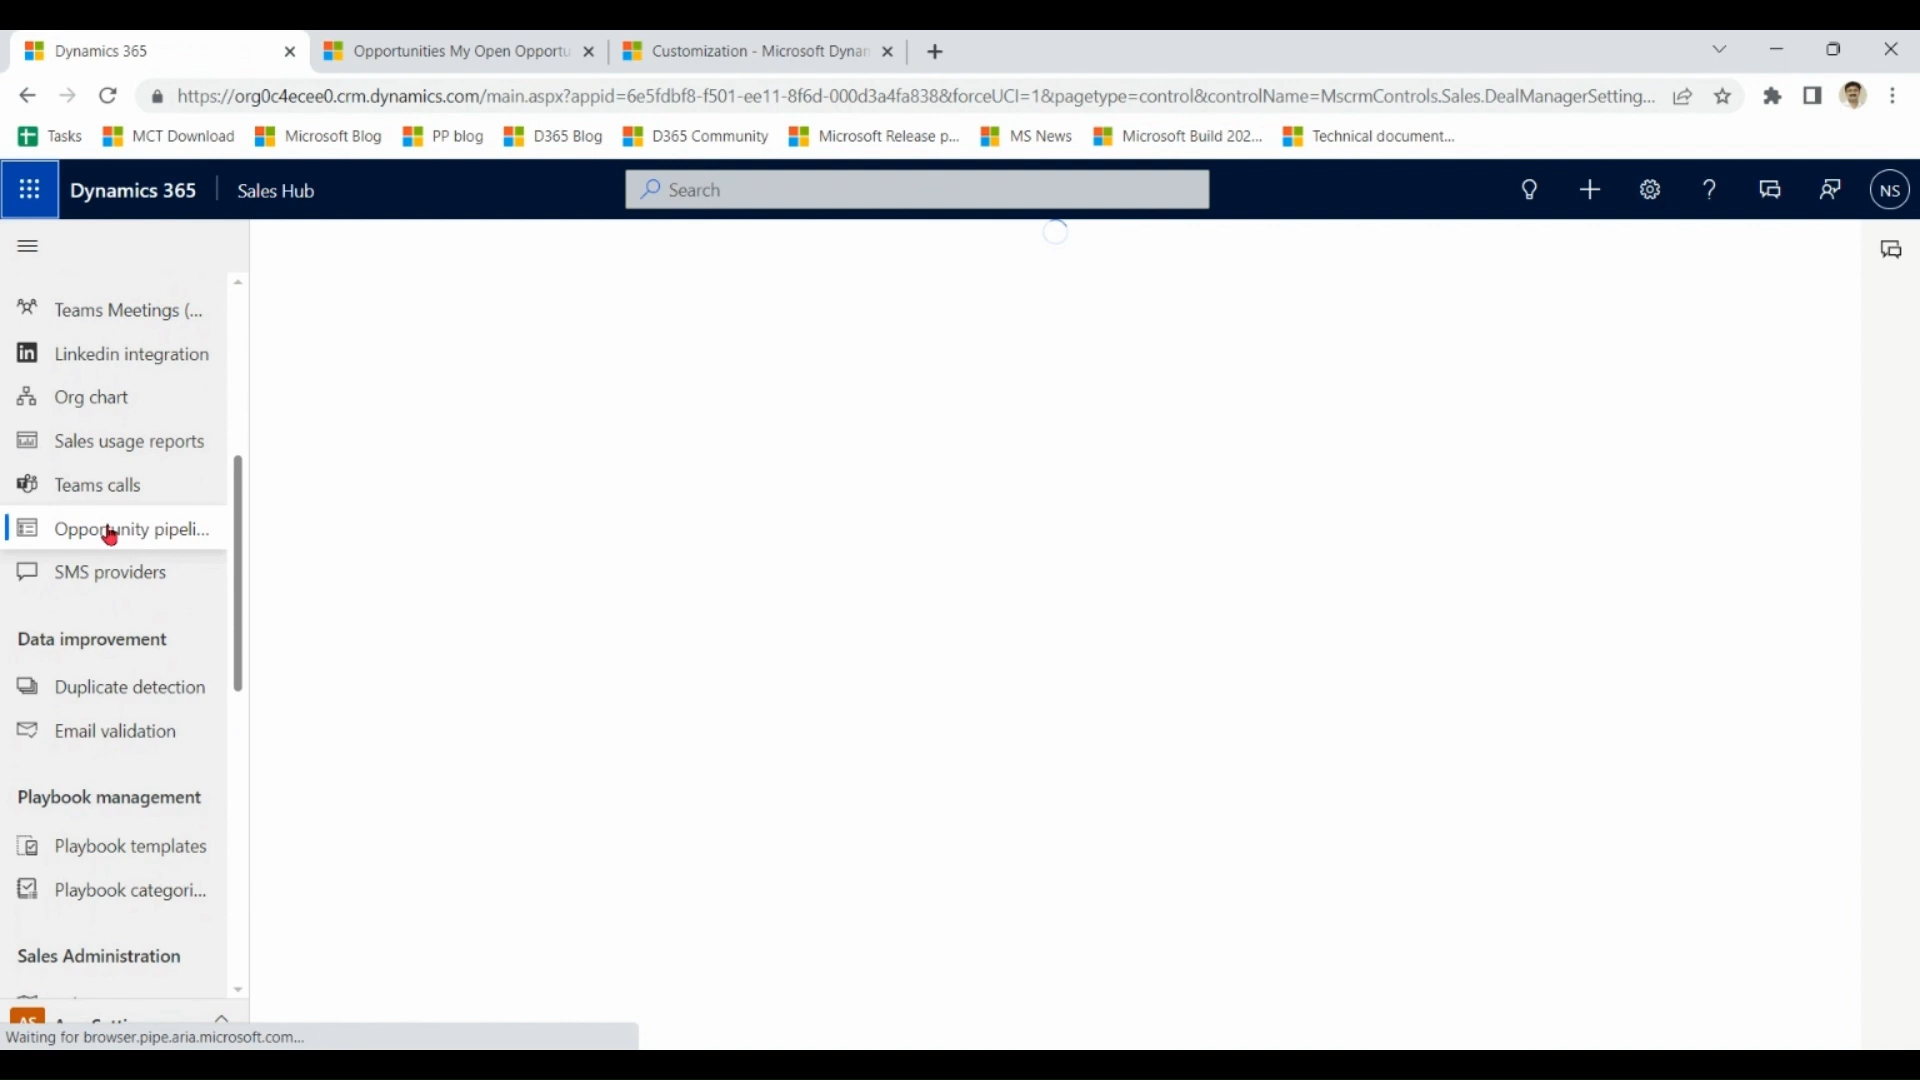 Dynamics 365
Opportunities My Open Opportu
Customization - Microsoft Dynan
https://org0c4ecee0.crm.dynamics.com/main.aspx?appid=6e5fdbf8-f501-ee11-8f6d-000d3a4fa838&forceUCI=1&pagetype=control&controlName=MscrmControls.Sales.DealManagerSetting...
Tasks
MCT Download
Microsoft Blog
PP blog
D365 Blog
D365 Community
Microsoft Release p...
MS News
Microsoft Build 202...
Technical document...
Dynamics 365
Sales Hub
Search
NS
Teams Meetings (...
Linkedin integration
Org chart
Sales usage reports
Teams calls
Opportunity pipeli...
SMS providers
Data improvement
Duplicate detection
Email validation
Playbook management
Playbook templates
Playbook categori...
Sales Administration
Waiting for browser.pipe.aria.microsoft.com...